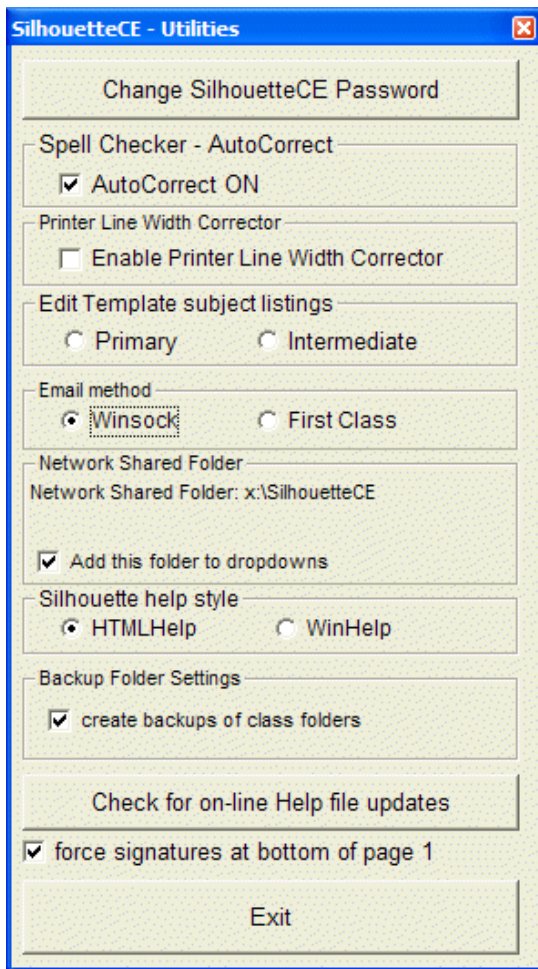 SilhouetteCE - Utilities
Change SilhouetteCE Password
Spell Checker - AutoCorrect
AutoCorrect ON
Printer Line Width Corrector
Enable Printer Line Width Corrector
Edit Template subject listings
Primary Intermediate
Email method
Winsock First Class
Network Shared Folder
Network Shared Folder: x:\SilhouetteCE
Add this folder to dropdowns
Silhouette help style
HTMLHelp WinHelp
Backup Folder Settings
create backups of class folders
Check for on-line Help file updates
force signatures at bottom of page 1
Exit